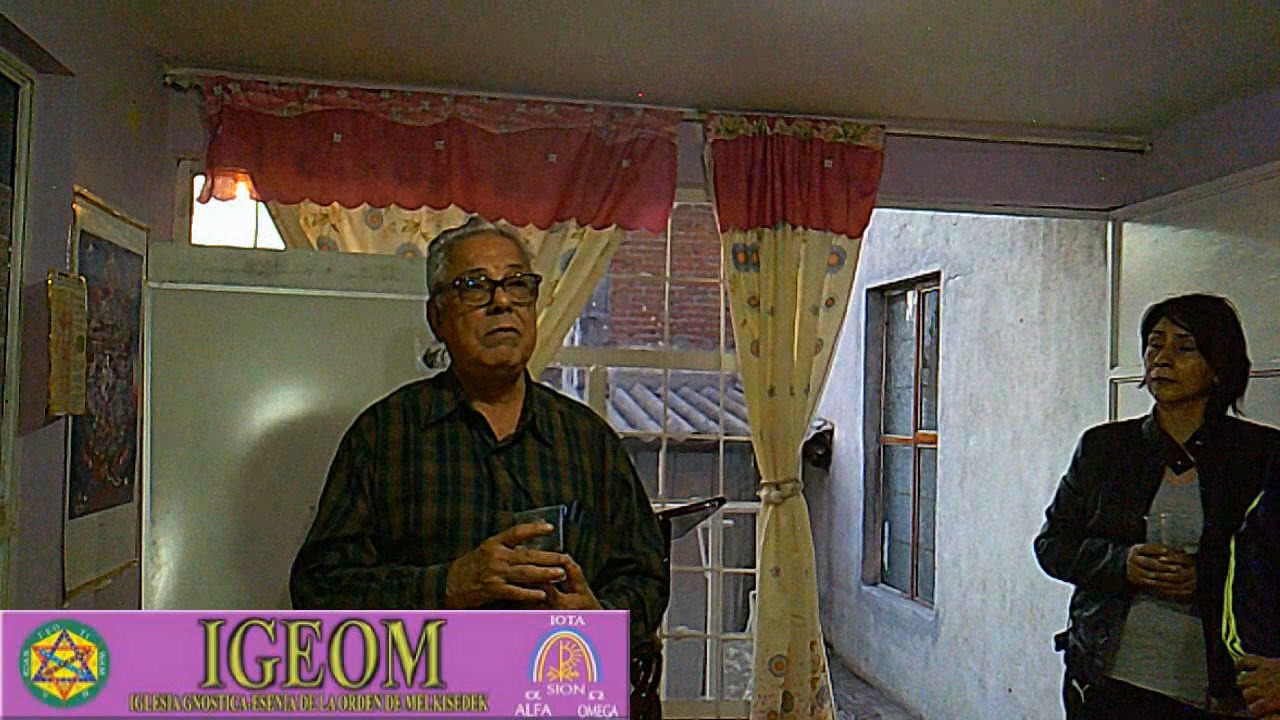 IGEOM
IGLESIA GNOSTICA-ESENIA DE LA ORDEN DE MELKISEDEK
IOTA
SION
α Ω
ALFA OMEGA